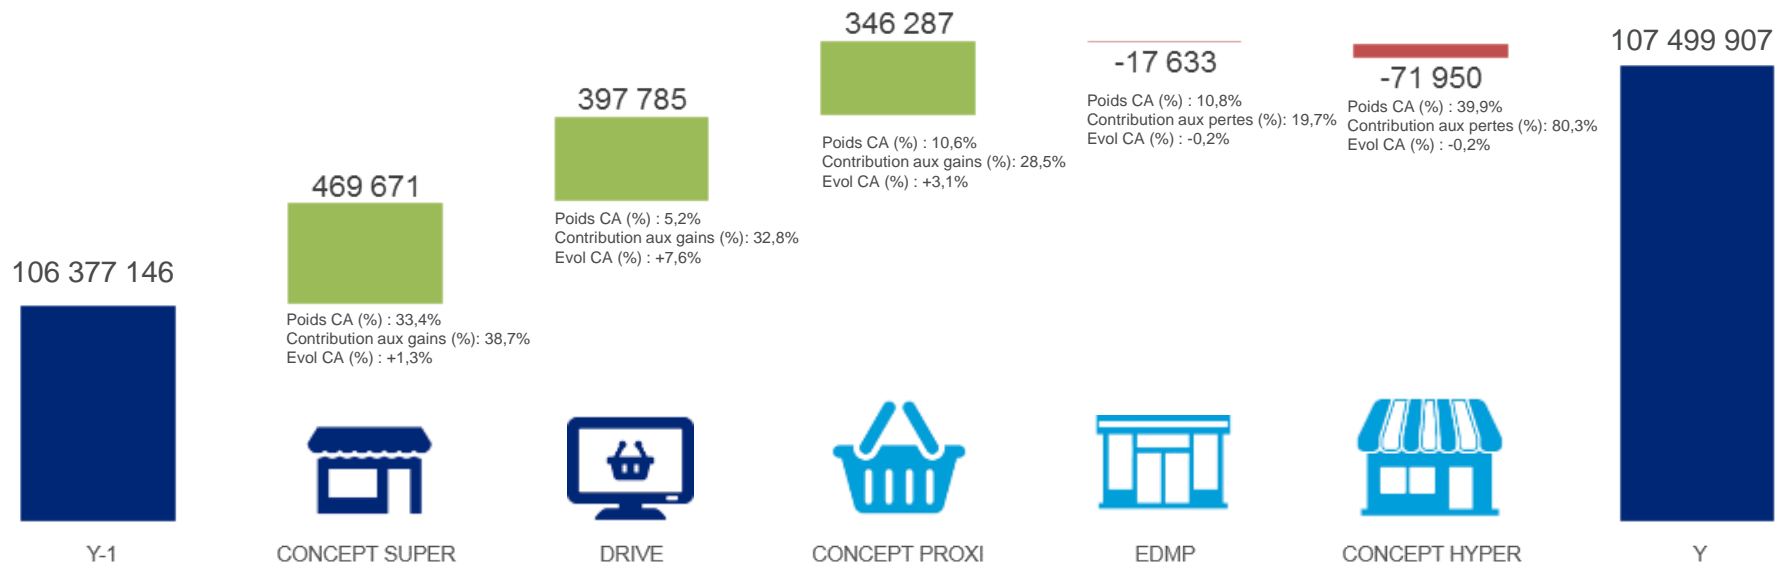 106 377 146
Y-1
469 671
Poids CA (%) : 33,4%
Contribution aux gains (%): 38,7%
Evol CA (%) : +1,3%
CONCEPT SUPER
397 785
Poids CA (%) : 5,2%
Contribution aux gains (%): 32,8%
Evol CA (%) : +7,6%
DRIVE
346 287
Poids CA (%) : 10,6%
Contribution aux gains (%): 28,5%
Evol CA (%) : +3,1%
CONCEPT PROXI
-17 633
Poids CA (%) : 10,8%
Contribution aux pertes (%): 19,7%
Evol CA (%) : -0,2%
EDMP
-71 950
Poids CA (%) : 39,9%
Contribution aux pertes (%): 80,3%
Evol CA (%) : -0,2%
CONCEPT HYPER
107 499 907
Y